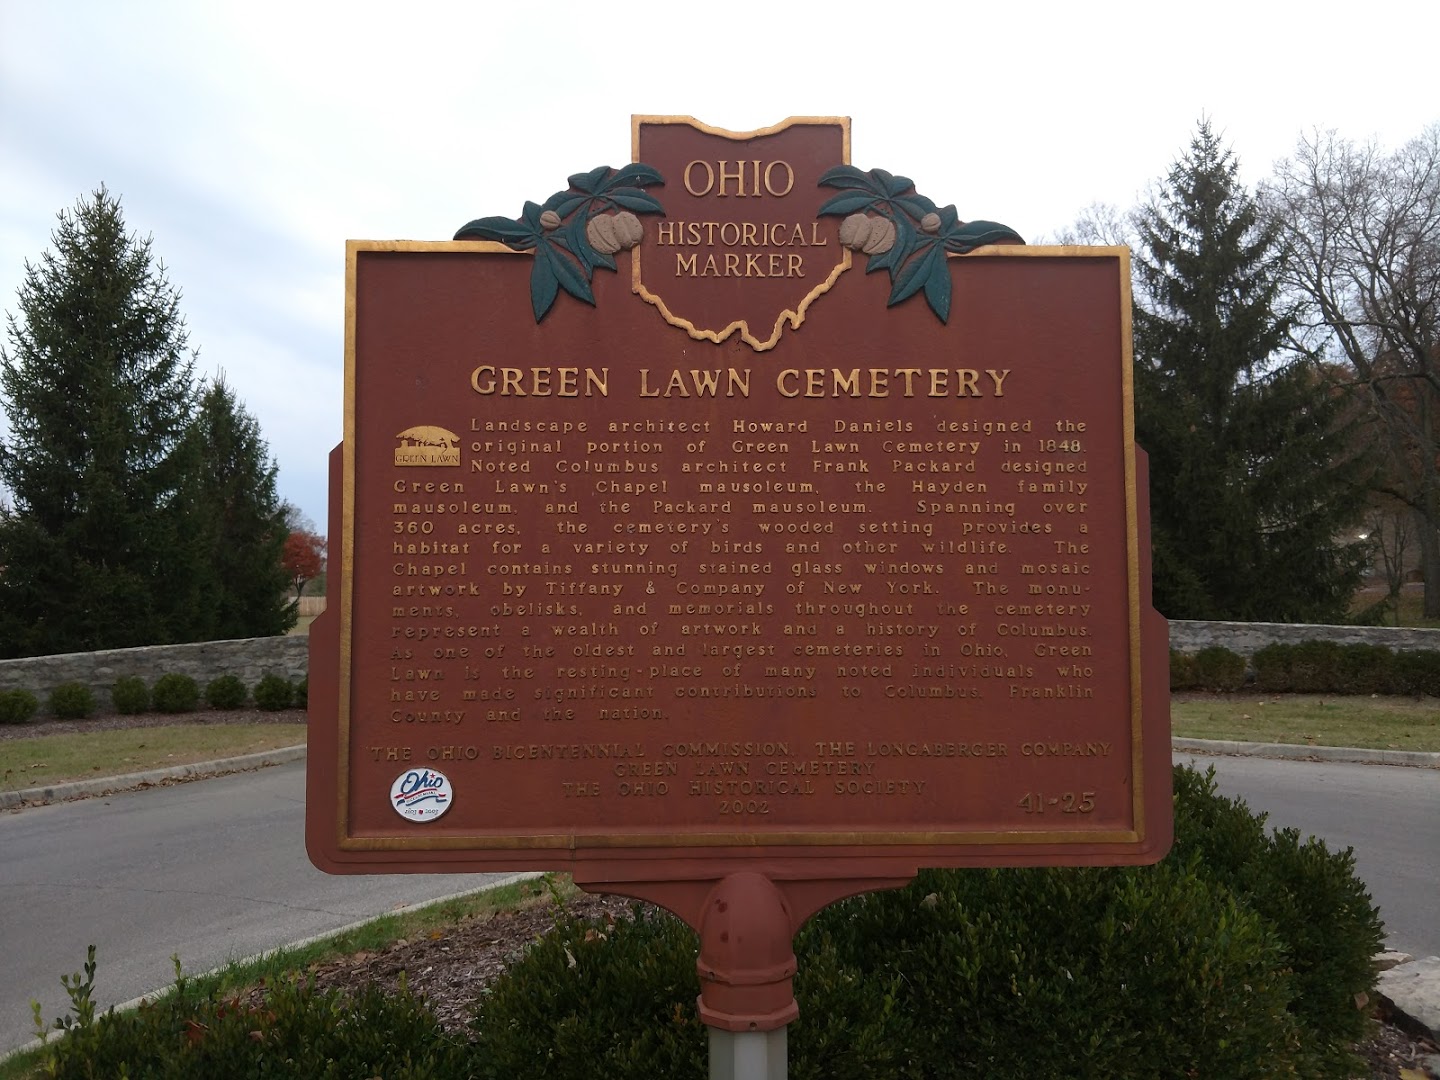 OHIO
HISTORICAL
MARKER
GREEN LAWN CEMETERY
GREEN LAWN
Landscape architect Howard Daniels designed the
original portion of Green Lawn Cemetery in 1848.
Noted Columbus architect Frank Packard designed
Green Lawn's Chapel mausoleum, the Hayden family
mausoleum, and the Packard mausoleum. Spanning over
360 acres, the cemetery's wooded setting provides a
habitat for a variety of birds and other wildlife. The
Chapel contains stunning stained glass windows and mosaic
artwork by Tiffany & Company of New York. The monu-
ments, obelisks, and memorials throughout the cemetery
represent a wealth of artwork and a history of Columbus.
As one of the oldest and largest cemeteries in Ohio, Green
Lawn is the resting-place of many noted individuals who
have made significant contributions to Columbus, Franklin
County and the nation.
THE OHIO BICENTENNIAL COMMISSION, THE LONGABERGER COMPANY
GREEN LAWN CEMETERY
THE OHIO HISTORICAL SOCIETY
2002
41-25
Ohio
1803 2003